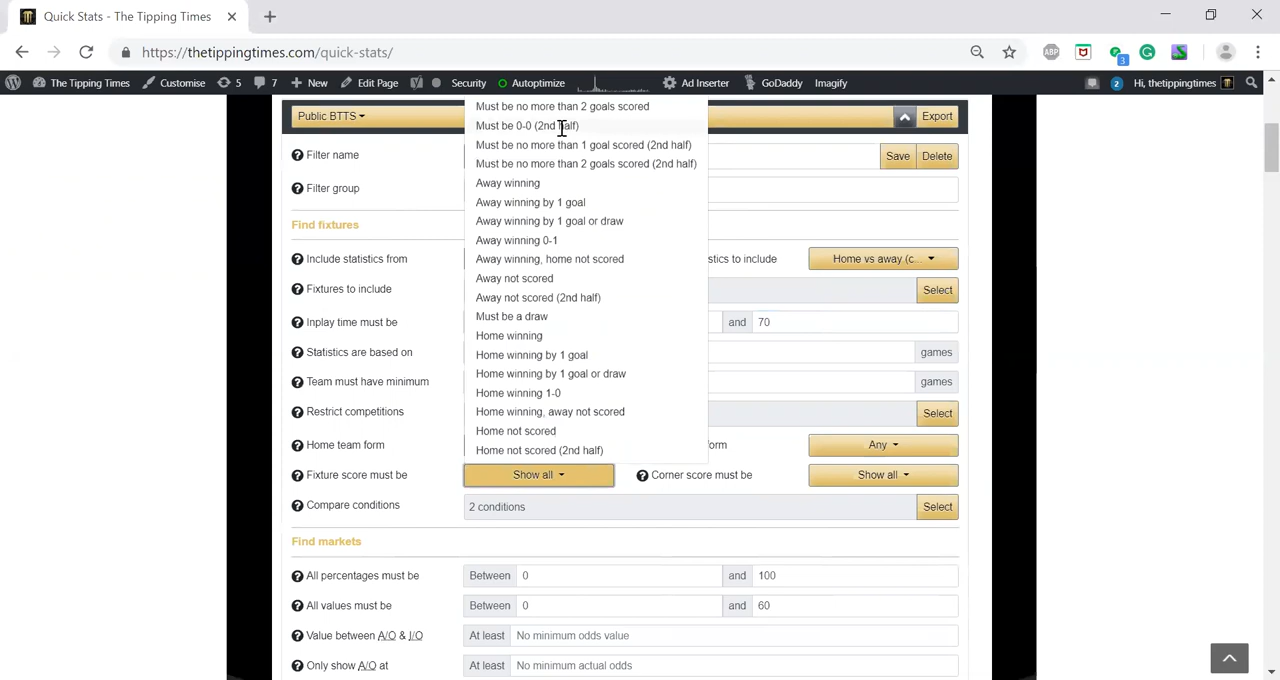 Quick Stats - The Tipping Times
https://thetippingtimes.com/quick-stats/
ABP
3
The Tipping Times
Customise
5
7
New
Edit Page
Security
Autoptimize
Ad Inserter
GoDaddy
Imagify
2
Hi, thetippingtimes
Public BTTS
Export
Filter name
Save
Delete
Filter group
Find fixtures
Include statistics from
Home vs away (c...
Fixtures to include
Select
Inplay time must be
and 70
Statistics are based on
games
Team must have minimum
games
Restrict competitions
Select
Home team form
Any
Fixture score must be
Show all
Corner score must be
Show all
Compare conditions
2 conditions
Select
Must be no more than 2 goals scored
Must be 0-0 (2nd half)
Must be no more than 1 goal scored (2nd half)
Must be no more than 2 goals scored (2nd half)
Away winning
Away winning by 1 goal
Away winning by 1 goal or draw
Away winning 0-1
Away winning, home not scored
Away not scored
Away not scored (2nd half)
Must be a draw
Home winning
Home winning by 1 goal
Home winning by 1 goal or draw
Home winning 1-0
Home winning, away not scored
Home not scored
Home not scored (2nd half)
Find markets
All percentages must be
Between 0 and 100
All values must be
Between 0 and 60
Value between A/O & I/O
At least No minimum odds value
Only show A/O at
At least No minimum actual odds